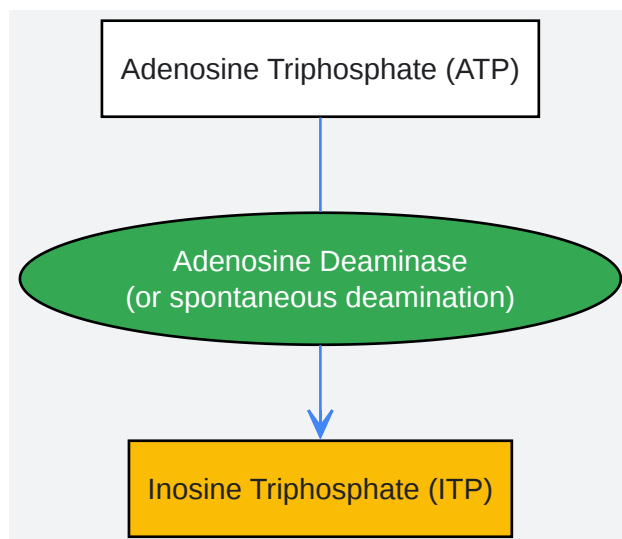 Adenosine Triphosphate (ATP)
Adenosine Deaminase
(or spontaneous deamination)
Inosine Triphosphate (ITP)